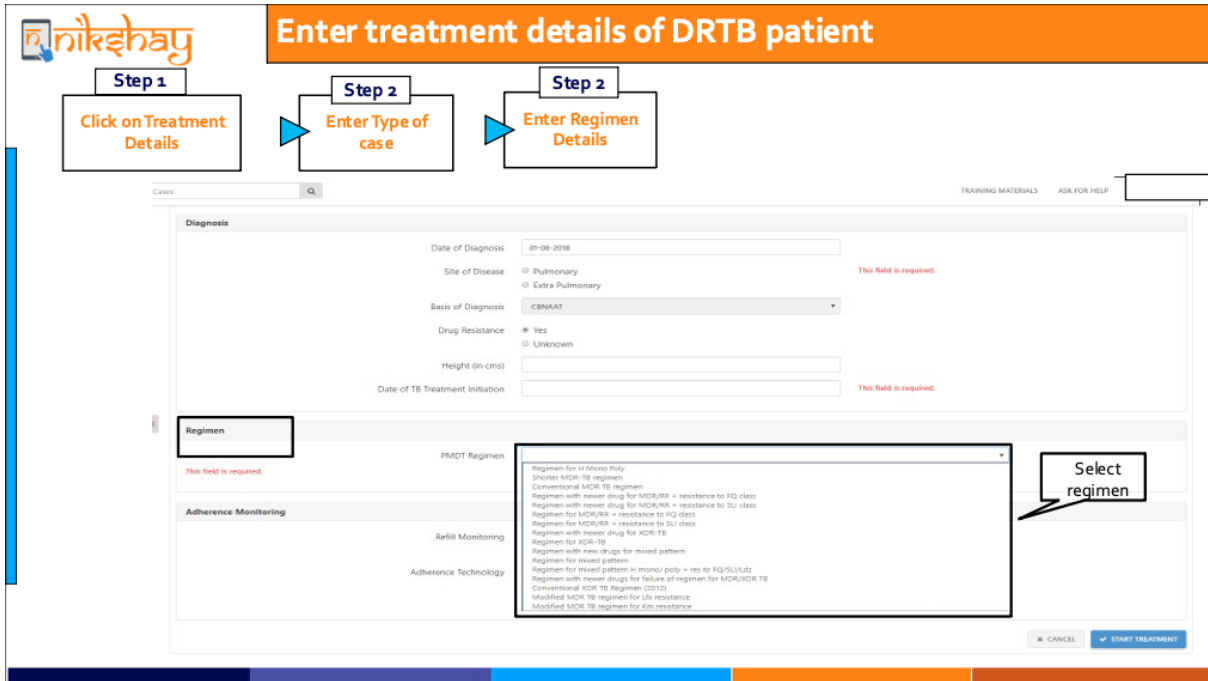 nikshay
Enter treatment details of DRTB patient
Step 1
Click on Treatment
Details
Step 2
Enter Type of
case
Step 2
Enter Regimen
Details
Cases
TRAINING MATERIALS ASK FOR HELP
Diagnosis
Date of Diagnosis 01-08-2018
Site of Disease Pulmonary This field is required.
Extra Pulmonary
Basis of Diagnosis CBNAAT
Drug Resistance Yes
Unknown
Height (in cms)
Date of TB Treatment Initiation This field is required.
Regimen
PMDT Regimen
This field is required.
Regimen for H Mono Poly
Shorter MDR-TB regimen
Conventional MDR TB regimen
Regimen with newer drug for MDR/RR + resistance to FQ class
Regimen with newer drug for MDR/RR + resistance to SLI class
Regimen for MDR/RR + resistance to FQ class
Regimen for MDR/RR + resistance to SLI class
Regimen with newer drug for XDR-TB
Regimen for XDR-TB
Regimen with new drugs for mixed pattern
Regimen for mixed pattern
Regimen for mixed pattern H mono/ poly + res to FQ/SLI/Ldz
Regimen with newer drugs for failure of regimen for MDR/XDR TB
Conventional XDR TB Regimen (2012)
Modified MDR TB regimen for Lfx resistance
Modified MDR TB regimen for Km resistance
Select
regimen
Adherence Monitoring
Refill Monitoring
Adherence Technology
CANCEL START TREATMENT